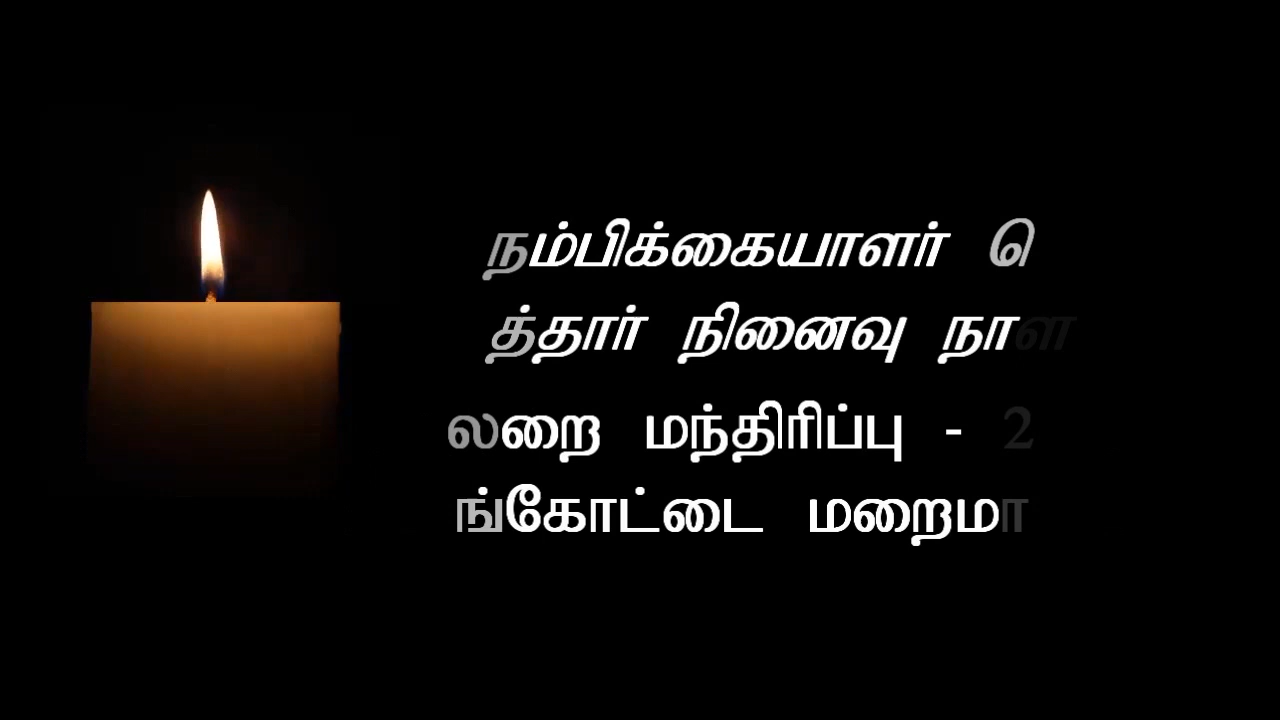 நம்பிக்கையாளர் ெ
த்தார் நினைவு நாள
லறை மந்திரிப்பு - 2
ங்கோட்டை மறைமா